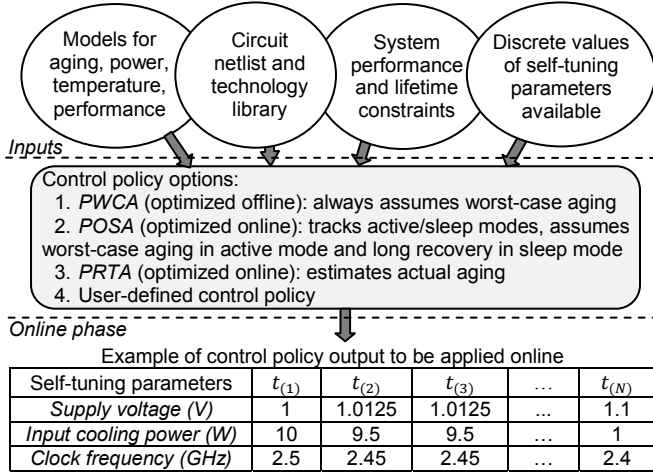 Models for
aging, power,
temperature,
performance
Circuit
netlist and
technology
library
System
performance
and lifetime
constraints
Discrete values
of self-tuning
parameters
available
Inputs
Control policy options:
1. PWCA (optimized offline): always assumes worst-case aging
2. POSA (optimized online): tracks active/sleep modes, assumes
worst-case aging in active mode and long recovery in sleep mode
3. PRTA (optimized online): estimates actual aging
4. User-defined control policy
Online phase
Example of control policy output to be applied online
Self-tuning parameters t(1) t(2) t(3) ... t(N)
Supply voltage (V) 1 1.0125 1.0125 ... 1.1
Input cooling power (W) 10 9.5 9.5 ... 1
Clock frequency (GHz) 2.5 2.45 2.45 ... 2.4